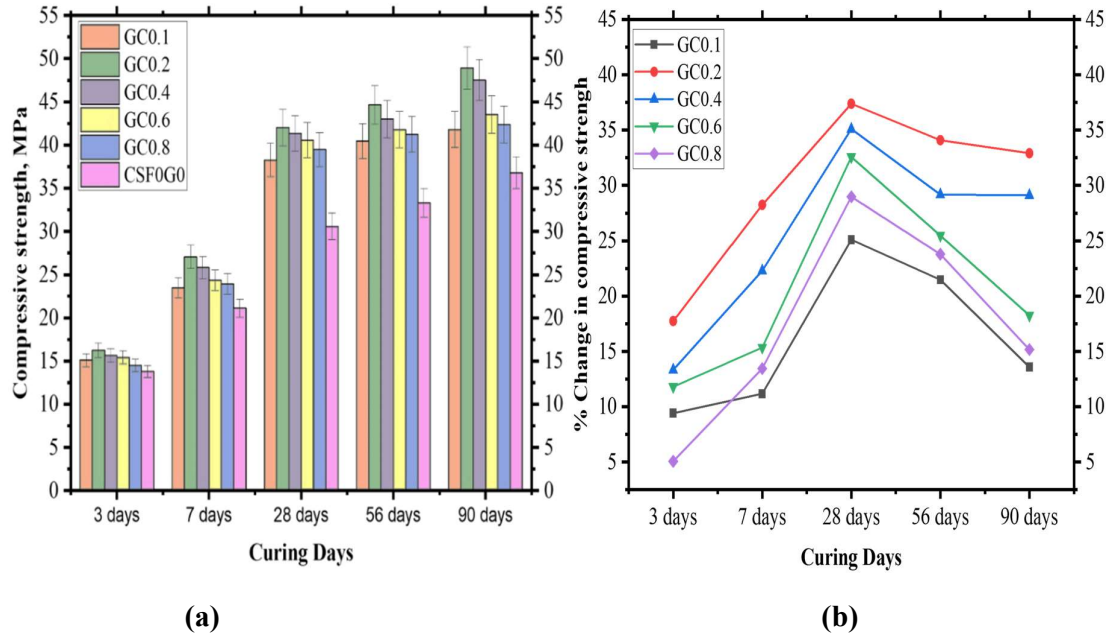 55
50
45
40
35
30
25
20
15
10
5
0
Compressive strength, MPa
GC0.1
GC0.2
GC0.4
GC0.6
GC0.8
CSF0G0
55
50
45
40
35
30
25
20
15
10
5
0
3 days 7 days 28 days 56 days 90 days
Curing Days
(a)
45
40
35
30
25
20
15
10
5
% Change in compressive strengh
GC0.1
GC0.2
GC0.4
GC0.6
GC0.8
45
40
35
30
25
20
15
10
5
3 days 7 days 28 days 56 days 90 days
Curing Days
(b)